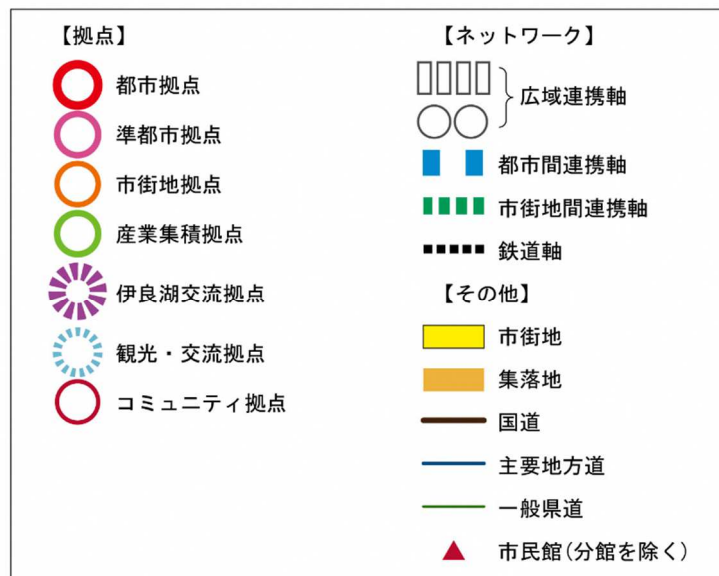 【拠点】
都市拠点
準都市拠点
市街地拠点
産業集積拠点
伊良湖交流拠点
観光・交流拠点
コミュニティ拠点
【ネットワーク】
広域連携軸
都市間連携軸
市街地間連携軸
鉄道軸
【その他】
市街地
集落地
国道
主要地方道
一般県道
市民館(分館を除く)